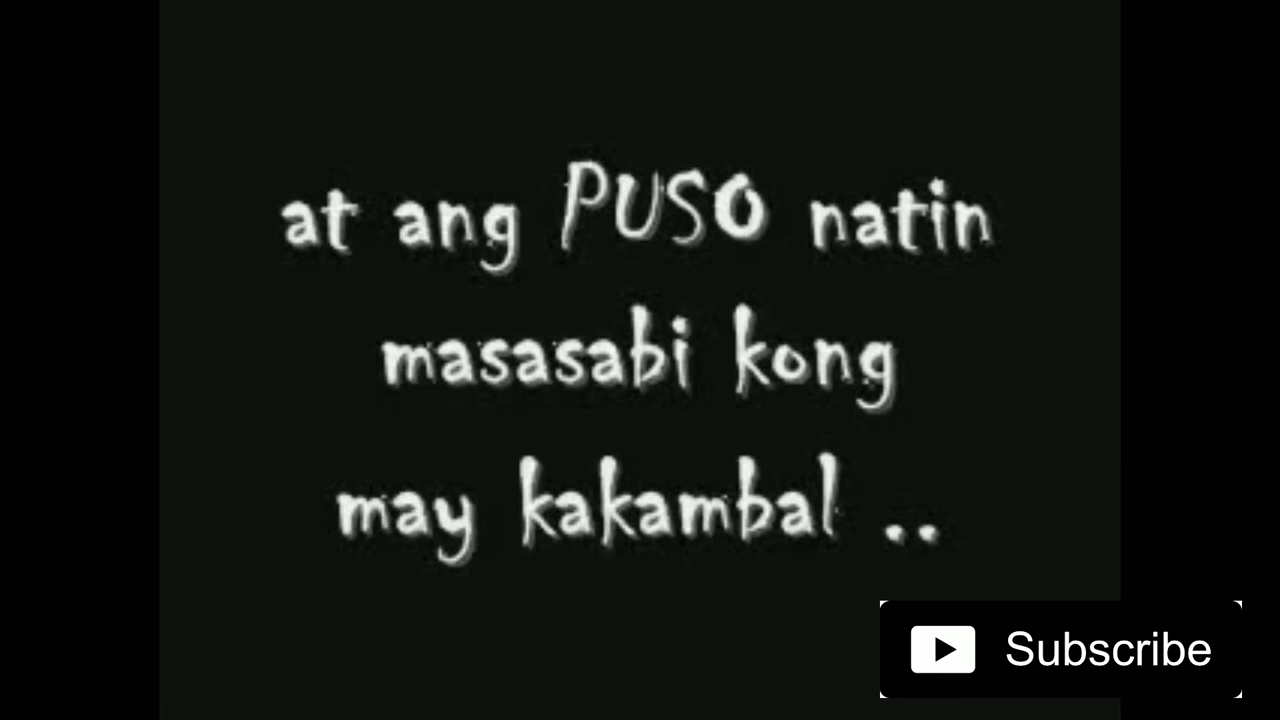 at ang PUSO natin
masasabi kong
may kakambal ..
Subscribe